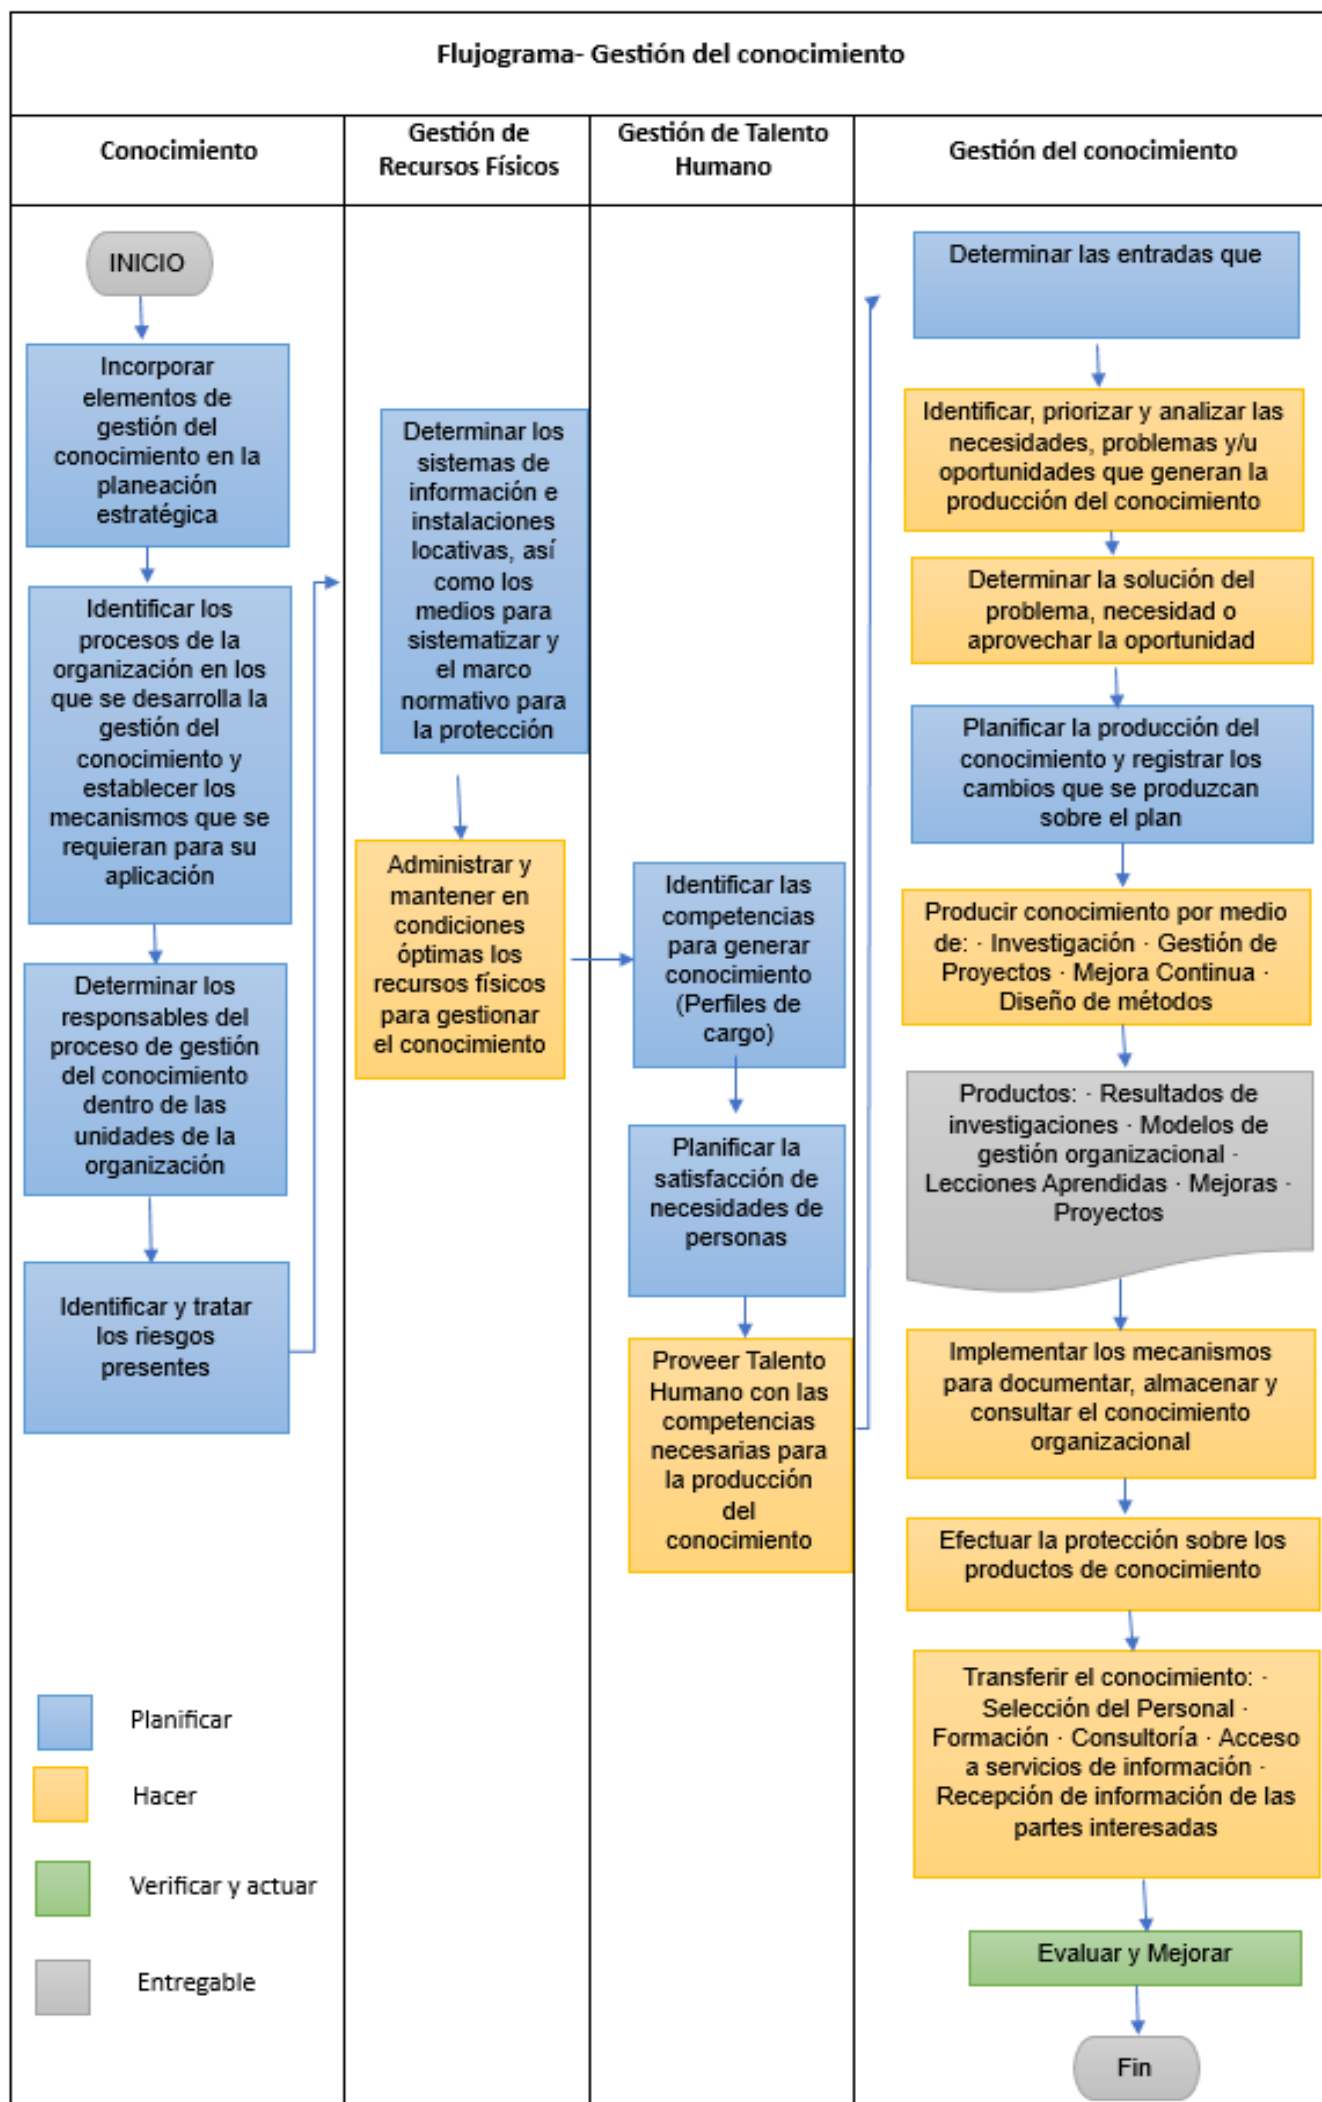 Flujograma- Gestión del conocimiento
Conocimiento
Gestión de
Recursos Físicos
Gestión de Talento
Humano
Gestión del conocimiento
INICIO
Incorporar
elementos de
gestión del
conocimiento en la
planeación
estratégica
Identificar los
procesos de la
organización en los
que se desarrolla la
gestión del
conocimiento y
establecer los
mecanismos que se
requieran para su
aplicación
Determinar los
responsables del
proceso de gestión
del conocimiento
dentro de las
unidades de la
organización
Identificar y tratar
los riesgos
presentes
Determinar los
sistemas de
información e
instalaciones
locativas, así
como los
medios para
sistematizar y
el marco
normativo para
la protección
Administrar y
mantener en
condiciones
óptimas los
recursos físicos
para gestionar
el conocimiento
Identificar las
competencias
para generar
conocimiento
(Perfiles de
cargo)
Planificar la
satisfacción de
necesidades de
personas
Proveer Talento
Humano con las
competencias
necesarias para
la producción
del
conocimiento
Determinar las entradas que
Identificar, priorizar y analizar las
necesidades, problemas y/u
oportunidades que generan la
producción del conocimiento
Determinar la solución del
problema, necesidad o
aprovechar la oportunidad
Planificar la producción del
conocimiento y registrar los
cambios que se produzcan
sobre el plan
Producir conocimiento por medio
de: · Investigación · Gestión de
Proyectos · Mejora Continua ·
Diseño de métodos
Productos: · Resultados de
investigaciones · Modelos de
gestión organizacional ·
Lecciones Aprendidas · Mejoras ·
Proyectos
Implementar los mecanismos
para documentar, almacenar y
consultar el conocimiento
organizacional
Efectuar la protección sobre los
productos de conocimiento
Transferir el conocimiento: ·
Selección del Personal ·
Formación · Consultoría · Acceso
a servicios de información ·
Recepción de información de las
partes interesadas
Evaluar y Mejorar
Fin
Planificar
Hacer
Verificar y actuar
Entregable